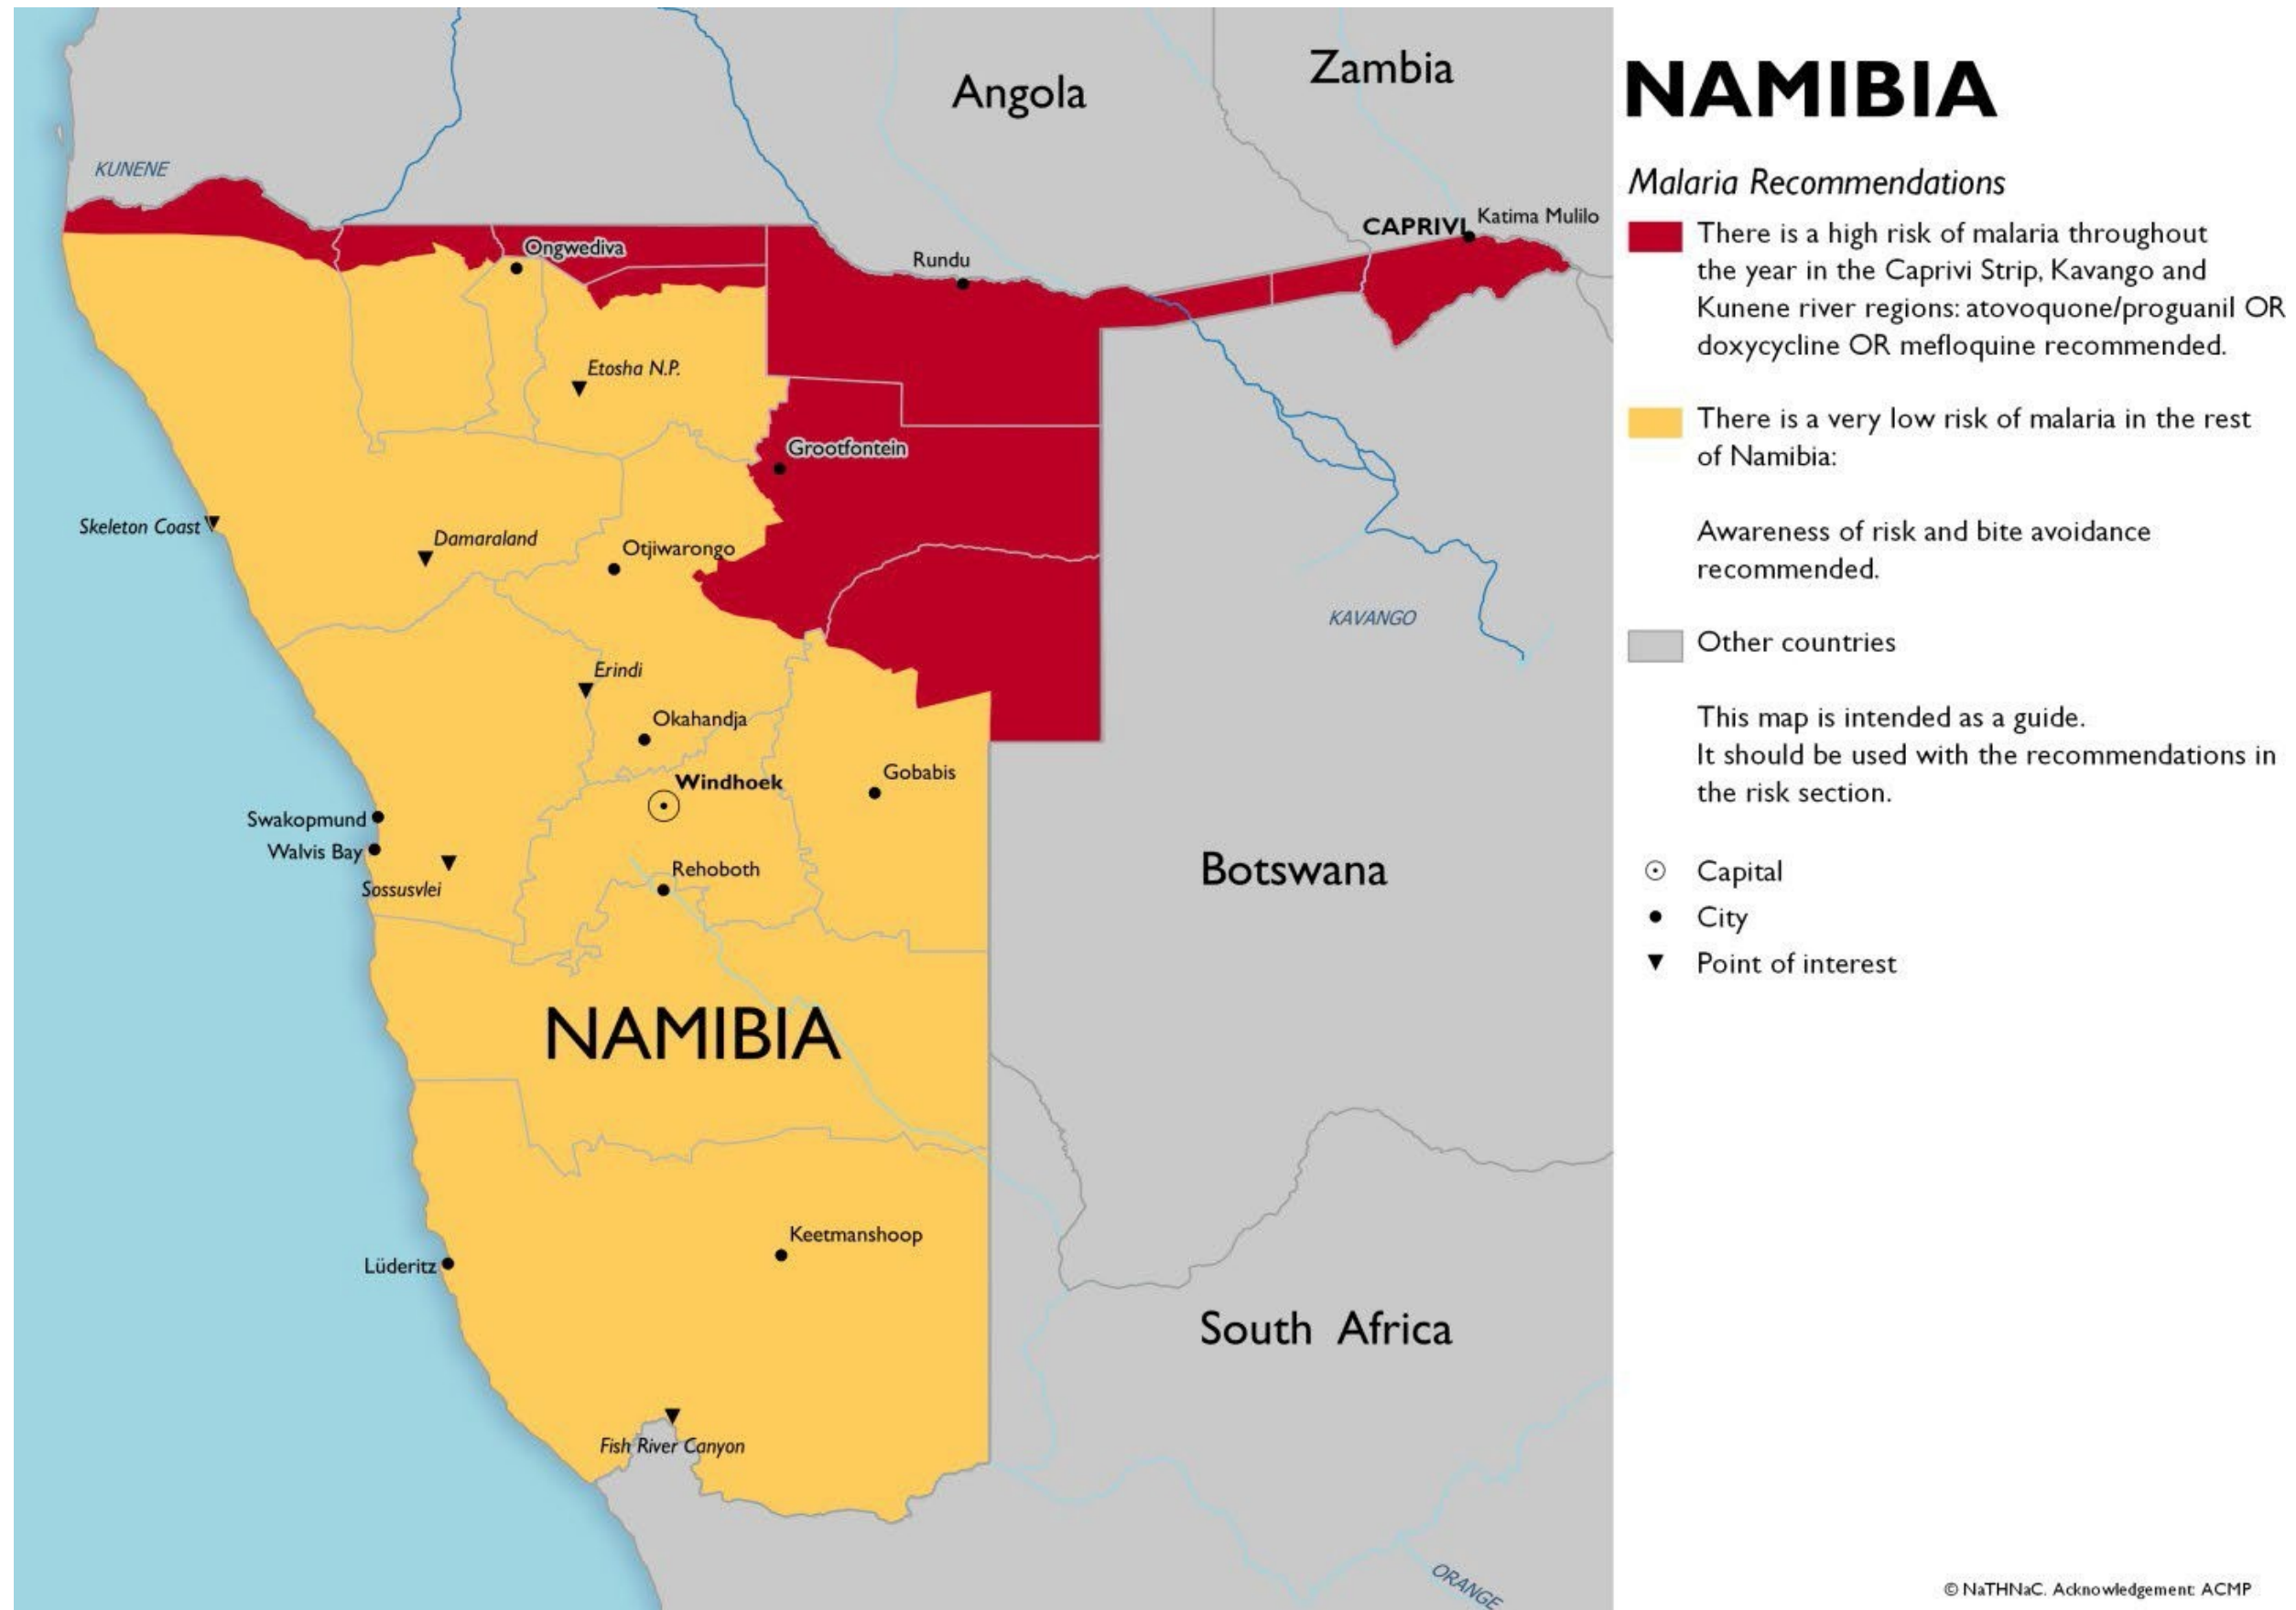 Angola
Zambia
KUNENE
CAPRIVI
Katima Mulilo
Ongwediva
Rundu
Etosha N.P.
Grootfontein
Skeleton Coast
Damaraland
Otjiwarongo
KAVANGO
Erindi
Okahandja
Windhoek
Gobabis
Swakopmund
Walvis Bay
Sossusvlei
Rehoboth
Botswana
NAMIBIA
Keetmanshoop
Lüderitz
South Africa
Fish River Canyon
ORANGE
NAMIBIA
Malaria Recommendations
There is a high risk of malaria throughout
the year in the Caprivi Strip, Kavango and
Kunene river regions: atovoquone/proguanil OR
doxycycline OR mefloquine recommended.
There is a very low risk of malaria in the rest
of Namibia:
Awareness of risk and bite avoidance
recommended.
Other countries
This map is intended as a guide.
It should be used with the recommendations in
the risk section.
Capital
City
Point of interest
© NaTHNaC. Acknowledgement: ACMP